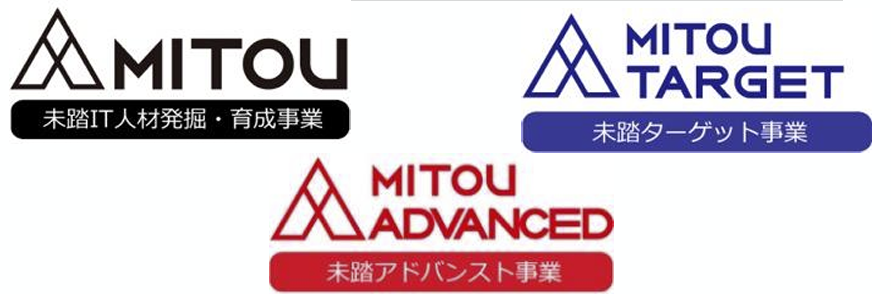 MITOU
未踏IT人材発掘・育成事業
MITOU
TARGET
未踏ターゲット事業
MITOU
ADVANCED
未踏アドバンスト事業